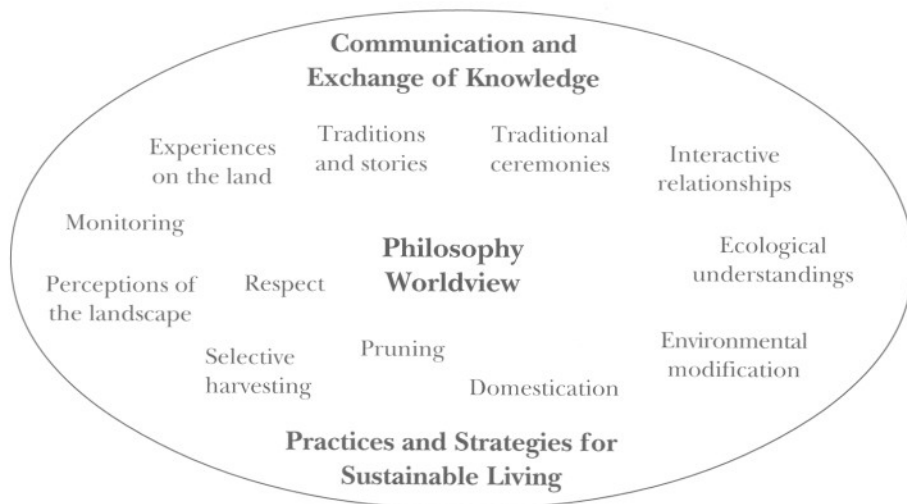 Communication and
Exchange of Knowledge
Experiences
on the land
Traditions
and stories
Traditional
ceremonies
Interactive
relationships
Monitoring
Philosophy
Worldview
Ecological
understandings
Perceptions of
the landscape
Respect
Selective
harvesting
Pruning
Domestication
Environmental
modification
Practices and Strategies for
Sustainable Living